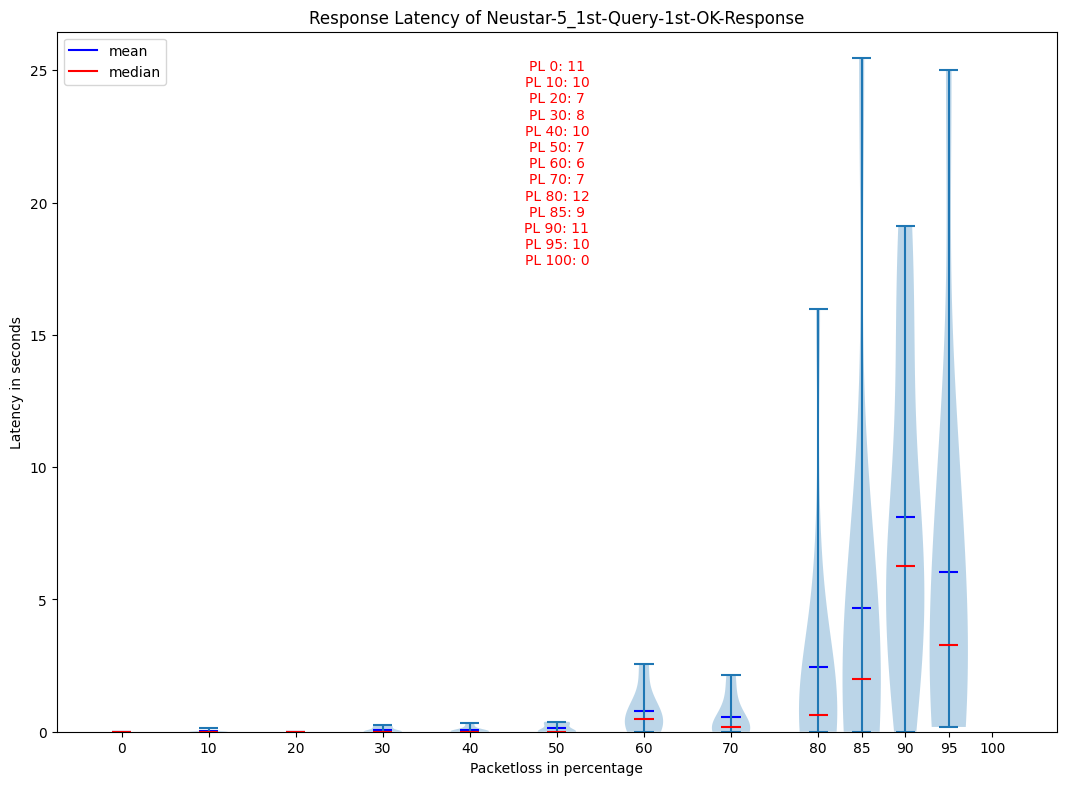 Response Latency of Neustar-5_1st-Query-1st-OK-Response
mean
median
PL 0: 11
PL 10: 10
PL 20: 7
PL 30: 8
PL 40: 10
PL 50: 7
PL 60: 6
PL 70: 7
PL 80: 12
PL 85: 9
PL 90: 11
PL 95: 10
PL 100: 0
25
20
15
10
5
0
Latency in seconds
0 10 20 30 40 50 60 70 80 85 90 95 100
Packetloss in percentage